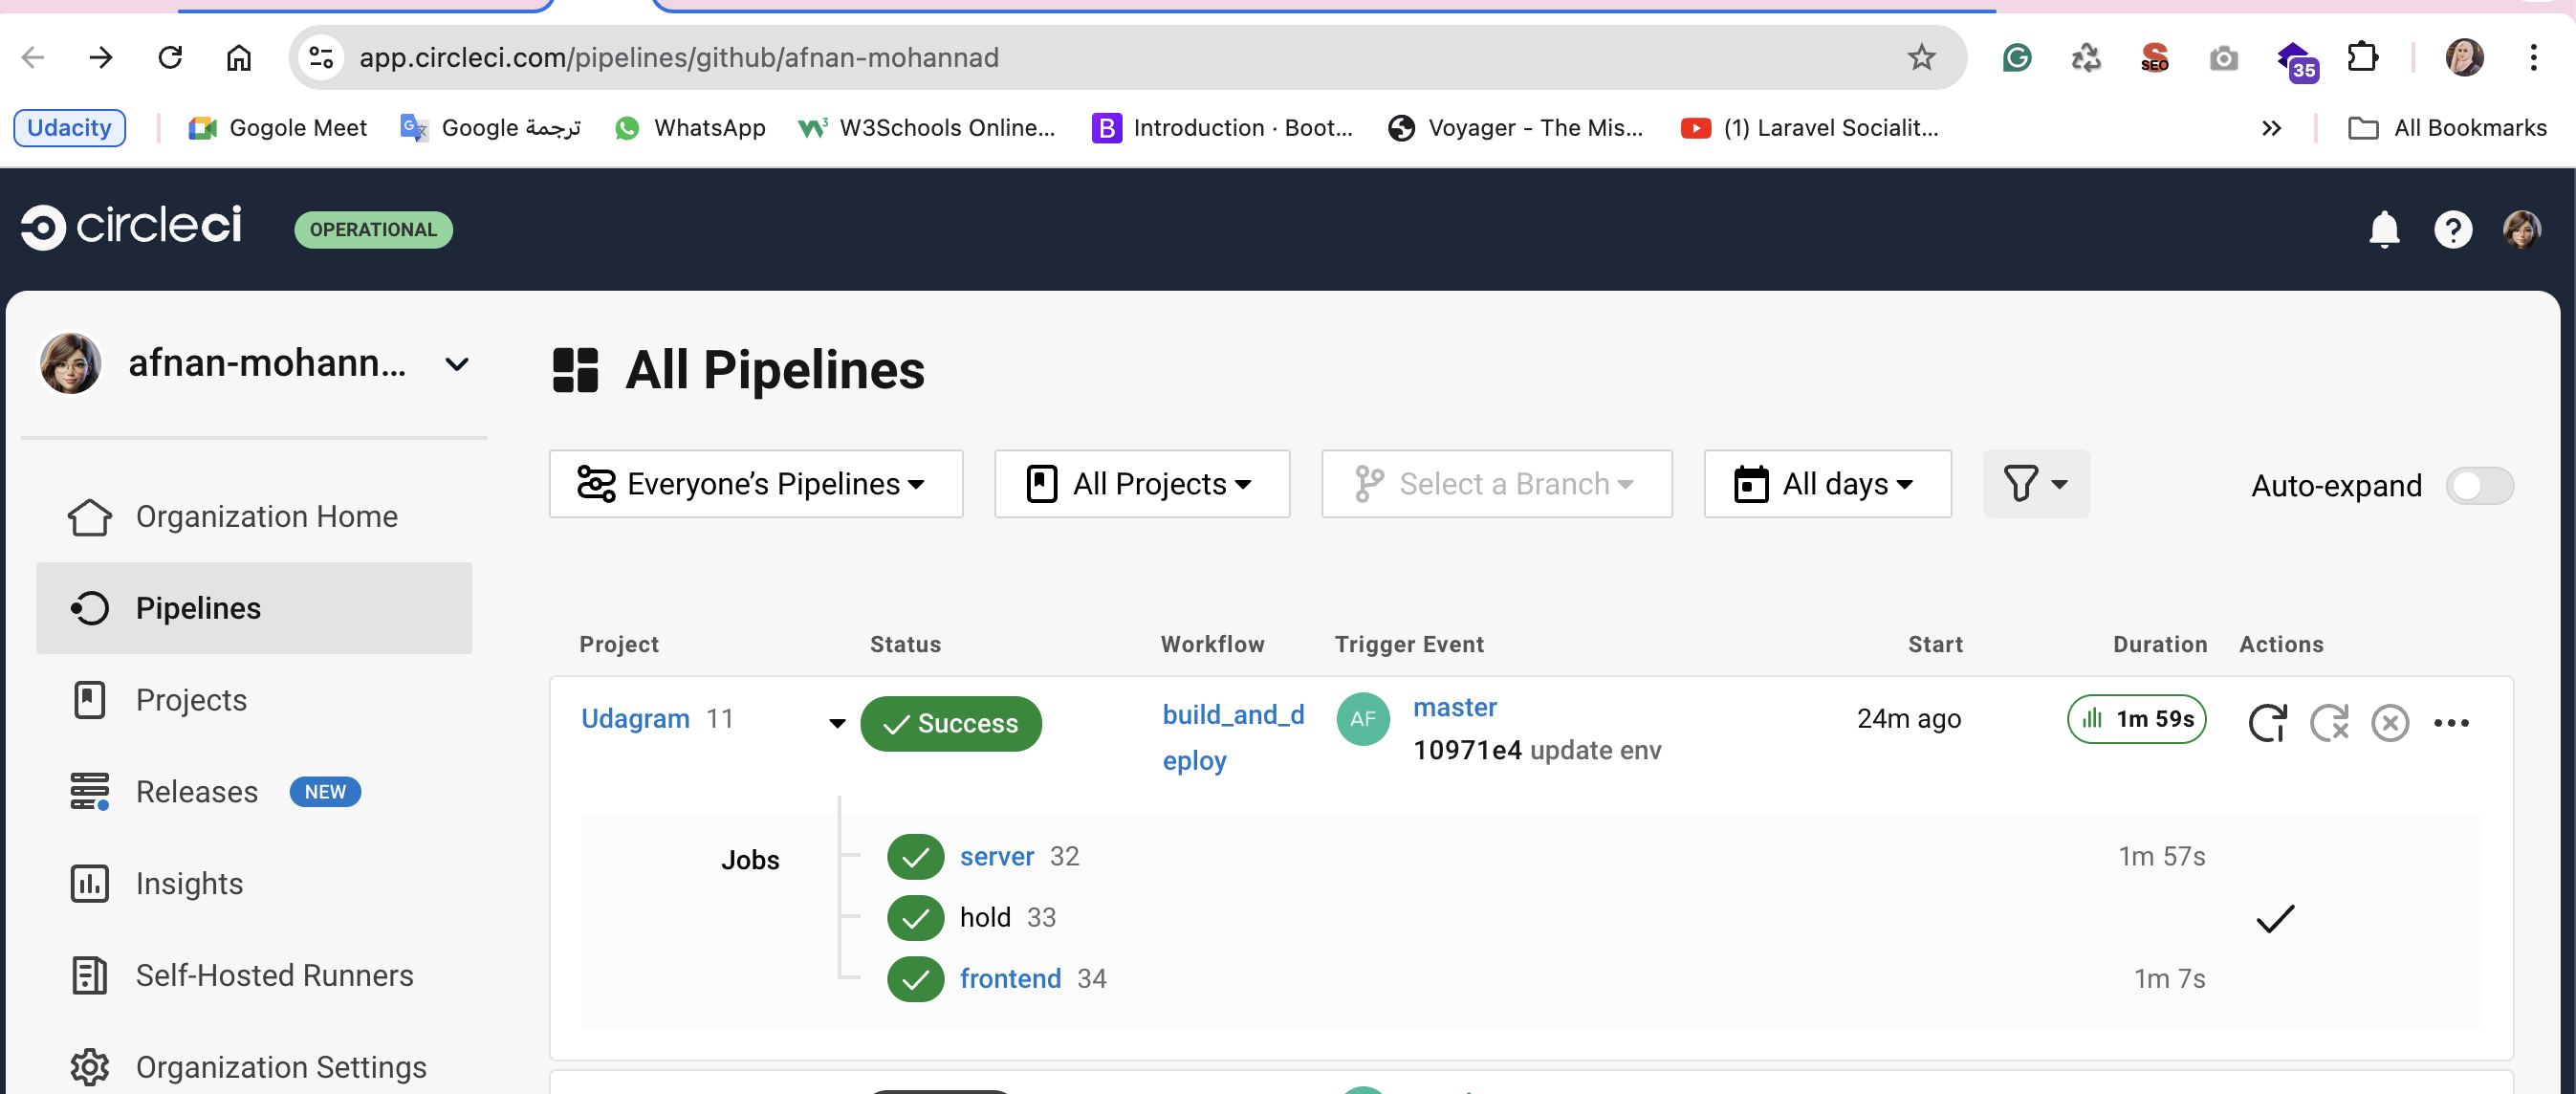 app.circleci.com/pipelines/github/afnan-mohannad
SEO
35
Udacity
Gogole Meet
Google ترجمة
WhatsApp
W3Schools Online...
B Introduction · Boot...
Voyager - The Mis...
(1) Laravel Socialit...
All Bookmarks
circleci
OPERATIONAL
afnan-mohann...
All Pipelines
Everyone’s Pipelines
All Projects
Select a Branch
All days
Auto-expand
Organization Home
Pipelines
Projects
Releases NEW
Insights
Self-Hosted Runners
Organization Settings
Project Status Workflow Trigger Event Start Duration Actions
Udagram 11
Success
build_and_d
eploy
AF
master
10971e4 update env
24m ago
1m 59s
Jobs
server 32 1m 57s
hold 33
frontend 34 1m 7s